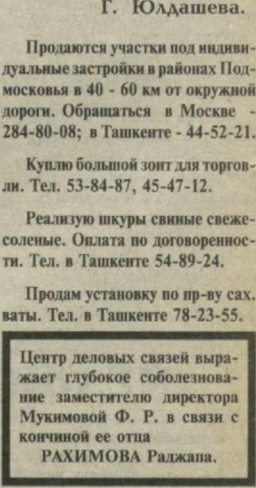 Г. Юлдашева.
Продаются участки под индиви-
дуальные застройки в районах Под-
московья в 40 - 60 км от окружной
дороги. Обращаться в Москве -
284-80-08; в Ташкенте - 44-52-21.
Куплю большой зонт для торгов-
ли. Тел. 53-84-87, 45-47-12.
Реализую шкуры свиные свеже-
соленые. Оплата по договореннос-
ти. Тел. в Ташкенте 54-89-24.
Продам установку по пр-ву сах.
ваты. Тел. в Ташкенте 78-23-55.
Центр деловых связей выра-
жает глубокое соболезнова-
ние заместителю директора
Мукимовой Ф. Р. в связи с
кончиной ее отца
РАХИМОВА Раджапа.